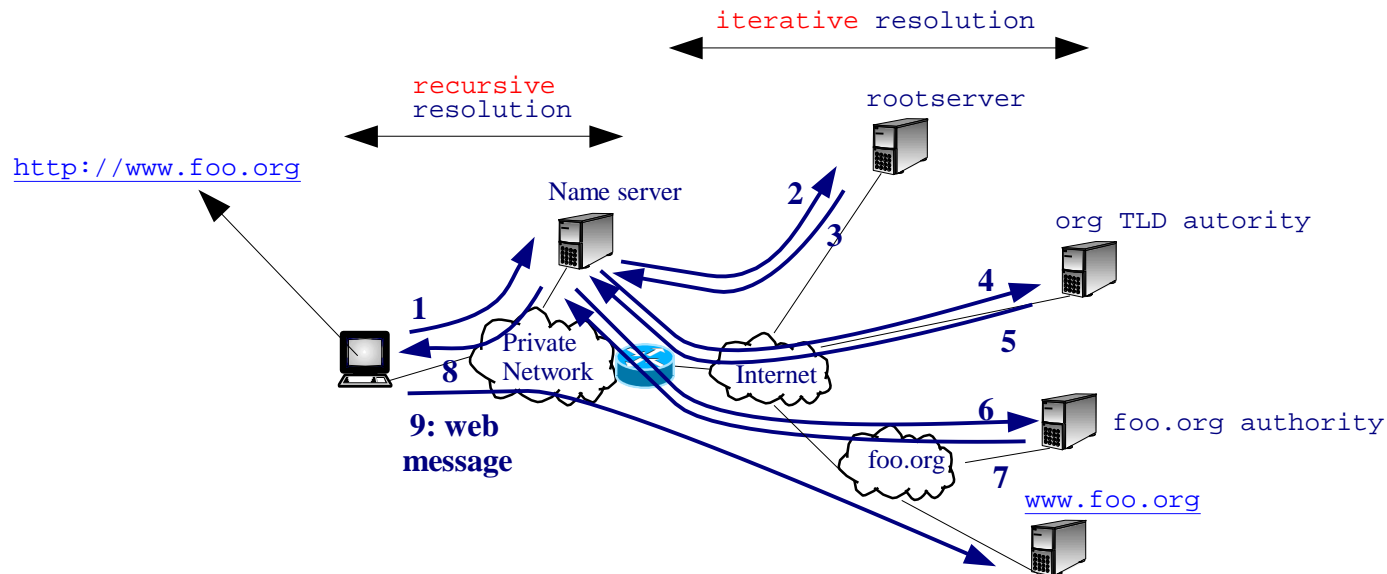 iterative resolution
recursive
resolution
rootserver
http://www.foo.org
Name server
2
3
org TLD autority
1
4
5
Private
Network
8
Internet
6
9: web
message
foo.org authority
foo.org
7
www.foo.org